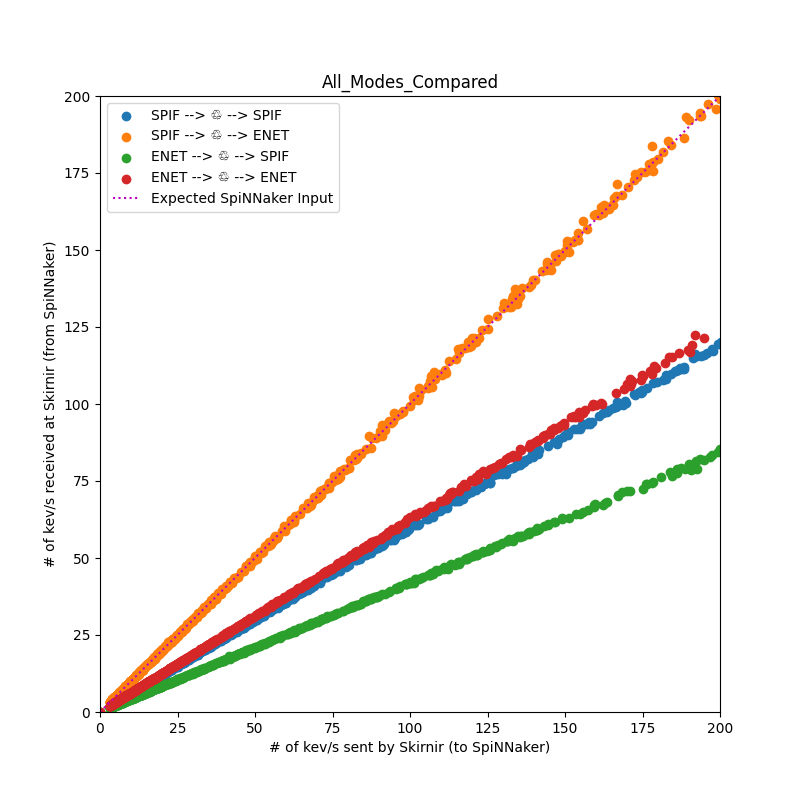 All_Modes_Compared
SPIF --> ♲ --> SPIF
SPIF --> ♲ --> ENET
ENET --> ♲ --> SPIF
ENET --> ♲ --> ENET
Expected SpiNNaker Input
200
175
150
125
100
75
50
25
0
# of kev/s received at Skirnir (from SpiNNaker)
0 25 50 75 100 125 150 175 200
# of kev/s sent by Skirnir (to SpiNNaker)